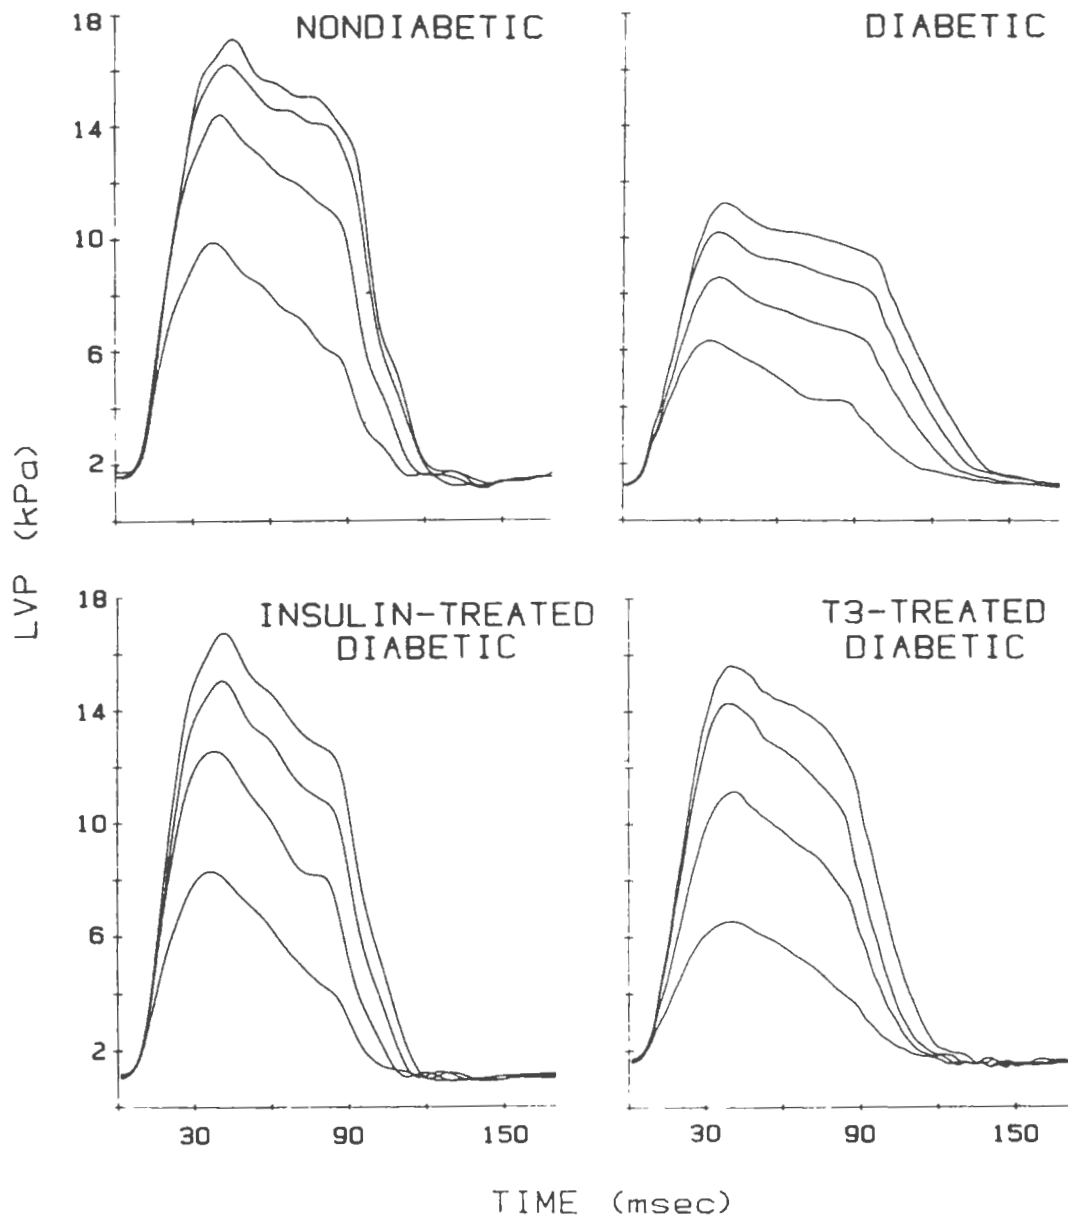 NONDIABETIC
DIABETIC
18
14
10
6
2
LVP (kPa)
INSULIN-TREATED
DIABETIC
T3-TREATED
DIABETIC
18
14
10
6
2
30 90 150
30 90 150
TIME (msec)